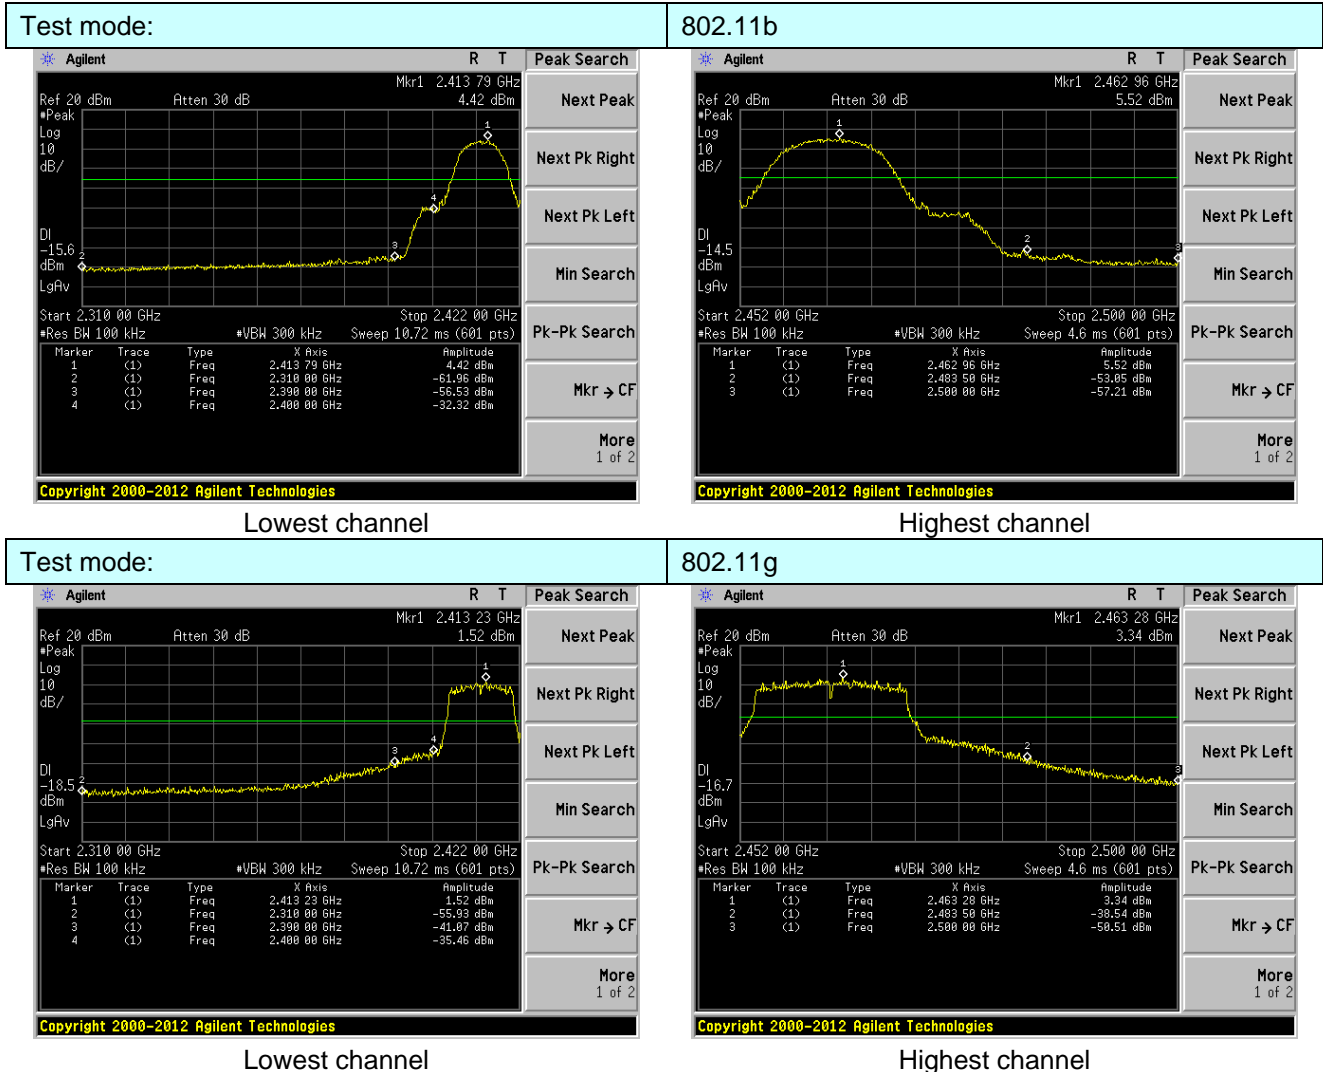 Test mode:
802.11b
Agilent
R T
Peak Search
Mkr1 2.413 79 GHz
Ref 20 dBm
Atten 30 dB
4.42 dBm
#Peak
Log
10
dB/
DI
-15.6
dBm
LgAv
1
2
3
4
Start 2.310 00 GHz
Stop 2.422 00 GHz
#Res BW 100 kHz
#VBW 300 kHz
Sweep 10.72 ms (601 pts)
Marker Trace Type X Axis Amplitude
1 (1) Freq 2.413 79 GHz 4.42 dBm
2 (1) Freq 2.310 00 GHz -61.96 dBm
3 (1) Freq 2.390 00 GHz -56.53 dBm
4 (1) Freq 2.400 00 GHz -32.32 dBm
Next Peak
Next Pk Right
Next Pk Left
Min Search
Pk-Pk Search
Mkr → CF
More
1 of 2
Copyright 2000-2012 Agilent Technologies
Lowest channel
Agilent
R T
Peak Search
Mkr1 2.462 96 GHz
Ref 20 dBm
Atten 30 dB
5.52 dBm
#Peak
Log
10
dB/
DI
-14.5
dBm
LgAv
1
2
3
Start 2.452 00 GHz
Stop 2.500 00 GHz
#Res BW 100 kHz
#VBW 300 kHz
Sweep 4.6 ms (601 pts)
Marker Trace Type X Axis Amplitude
1 (1) Freq 2.462 96 GHz 5.52 dBm
2 (1) Freq 2.483 50 GHz -53.05 dBm
3 (1) Freq 2.500 00 GHz -57.21 dBm
Next Peak
Next Pk Right
Next Pk Left
Min Search
Pk-Pk Search
Mkr → CF
More
1 of 2
Copyright 2000-2012 Agilent Technologies
Highest channel
Test mode:
802.11g
Agilent
R T
Peak Search
Mkr1 2.413 23 GHz
Ref 20 dBm
Atten 30 dB
1.52 dBm
#Peak
Log
10
dB/
DI
-18.5
dBm
LgAv
1
2
3
4
Start 2.310 00 GHz
Stop 2.422 00 GHz
#Res BW 100 kHz
#VBW 300 kHz
Sweep 10.72 ms (601 pts)
Marker Trace Type X Axis Amplitude
1 (1) Freq 2.413 23 GHz 1.52 dBm
2 (1) Freq 2.310 00 GHz -55.93 dBm
3 (1) Freq 2.390 00 GHz -41.07 dBm
4 (1) Freq 2.400 00 GHz -35.46 dBm
Next Peak
Next Pk Right
Next Pk Left
Min Search
Pk-Pk Search
Mkr → CF
More
1 of 2
Copyright 2000-2012 Agilent Technologies
Lowest channel
Agilent
R T
Peak Search
Mkr1 2.463 28 GHz
Ref 20 dBm
Atten 30 dB
3.34 dBm
#Peak
Log
10
dB/
DI
-16.7
dBm
LgAv
1
2
3
Start 2.452 00 GHz
Stop 2.500 00 GHz
#Res BW 100 kHz
#VBW 300 kHz
Sweep 4.6 ms (601 pts)
Marker Trace Type X Axis Amplitude
1 (1) Freq 2.463 28 GHz 3.34 dBm
2 (1) Freq 2.483 50 GHz -38.54 dBm
3 (1) Freq 2.500 00 GHz -50.51 dBm
Next Peak
Next Pk Right
Next Pk Left
Min Search
Pk-Pk Search
Mkr → CF
More
1 of 2
Copyright 2000-2012 Agilent Technologies
Highest channel